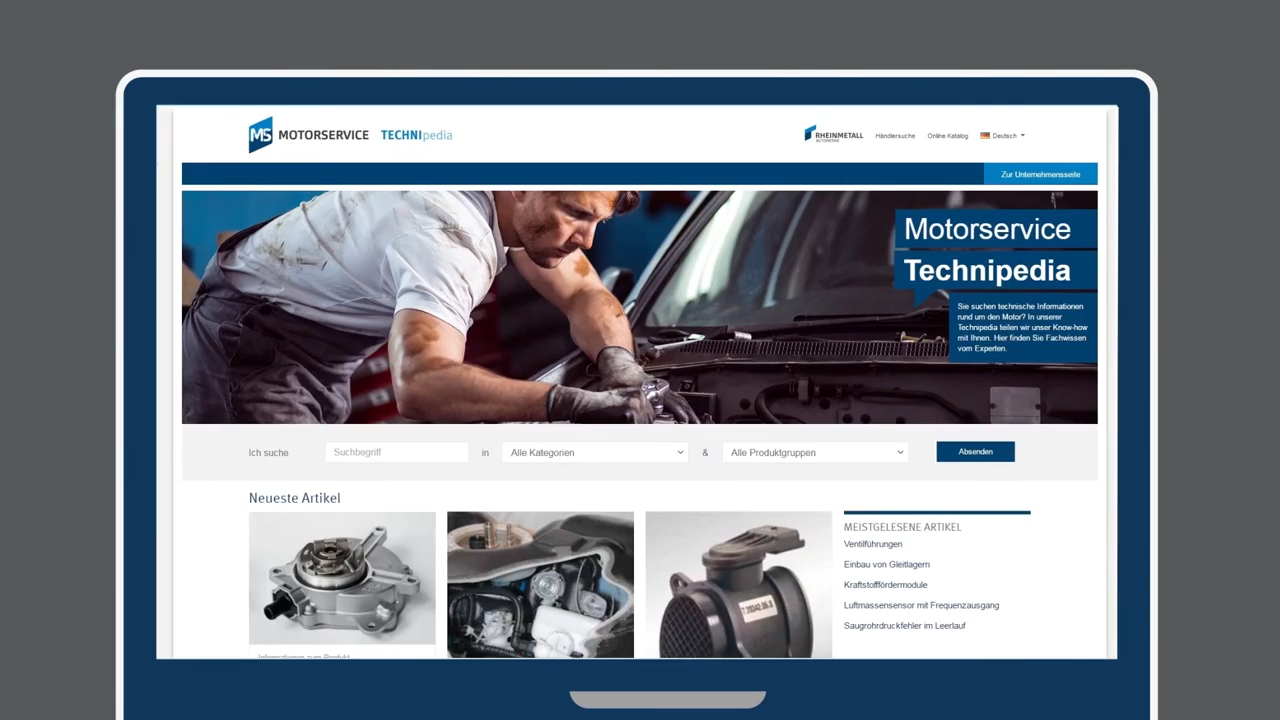 MS MOTORSERVICE TECHNIpedia
RHEINMETALL
AUTOMOTIVE
Händlersuche
Online Katalog
Deutsch
Zur Unternehmensseite
Motorservice
Technipedia
Sie suchen technische Informationen
rund um den Motor? In unserer
Technipedia teilen wir unser Know-how
mit Ihnen. Hier finden Sie Fachwissen
vom Experten.
Ich suche
Suchbegriff
in
Alle Kategorien
&
Alle Produktgruppen
Absenden
Neueste Artikel
MEISTGELESENE ARTIKEL
Ventilführungen
Einbau von Gleitlagern
Kraftstofffördermodule
Luftmassensensor mit Frequenzausgang
Saugrohrdruckfehler im Leerlauf
Informationen zum Produkt